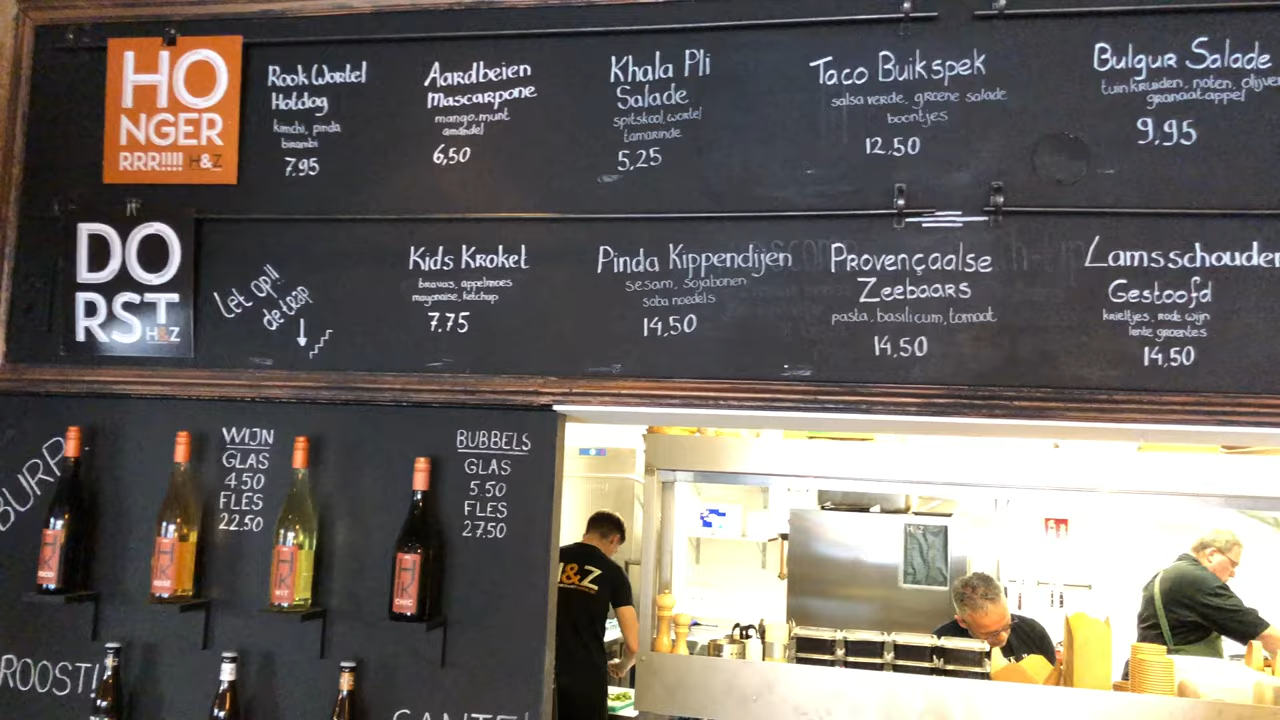 HO
NGER
RRR!!!! H&Z
Rook Wortel
Hotdog
kimchi, pinda
7.95
Aardbeien
Mascarpone
mango, munt
amandel
6,50
Khala Pli
Salade
spitskool, wortel
tamarinde
5,25
Taco Buikspek
salsa verde, groene salade
boontjes
12.50
Bulgur Salade
tuinkruiden, noten, olijven
granaatappel
9,95
DO
RST
H&Z
Let op!!
de trap
Kids Kroket
bravas, appelmoes
mayonaise, ketchup
7.75
Pinda Kippendijen
sesam, sojabonen
soba noedels
14,50
Provençaalse
Zeebaars
pasta, basilicum, tomaat
14,50
Lamsschouder
Gestoofd
krieltjes, rode wijn
lente groentes
14,50
BURP
WIJN
GLAS
4.50
FLES
22.50
BUBBELS
GLAS
5.50
FLES
27.50
ROOST!
H&Z